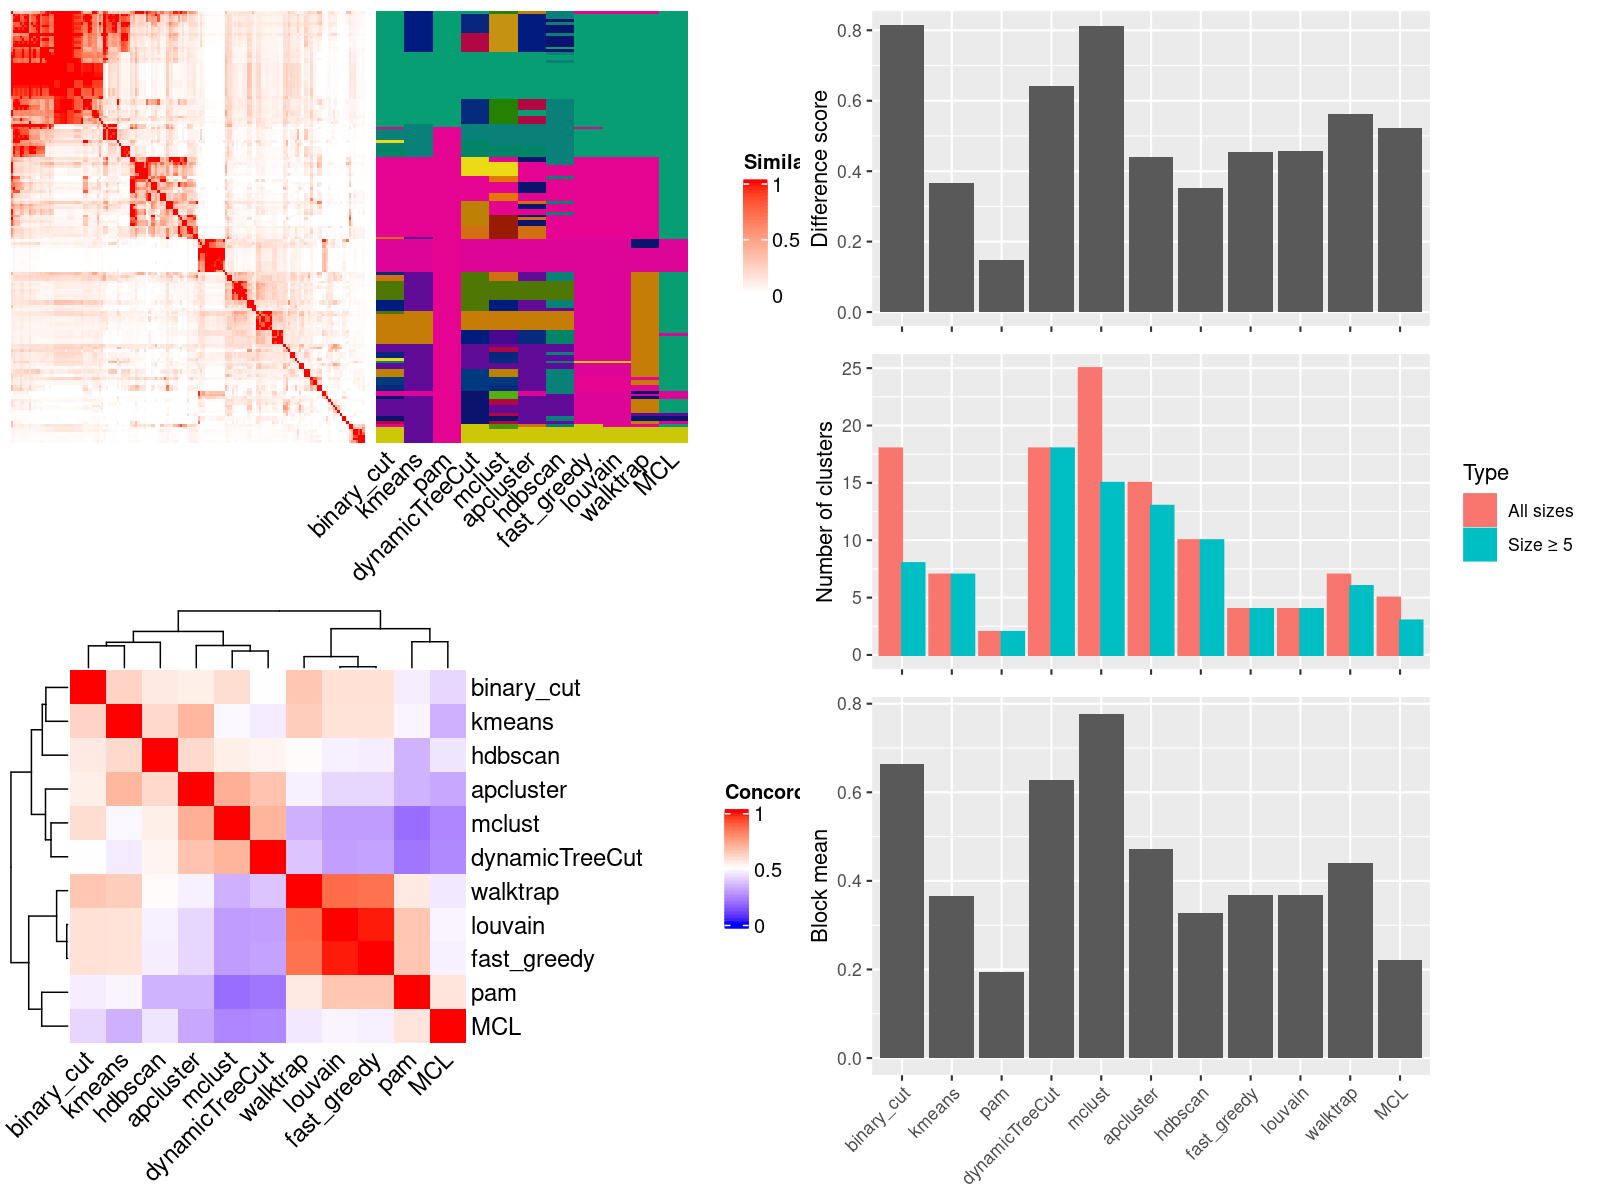 Simila
1
0.5
0
binary_cut
kmeans
pam
dynamicTreeCut
mclust
apcluster
hdbscan
fast_greedy
louvain
walktrap
MCL
binary_cut
kmeans
hdbscan
apcluster
mclust
dynamicTreeCut
walktrap
louvain
fast_greedy
pam
MCL
Concor
1
0.5
0
binary_cut
kmeans
hdbscan
apcluster
mclust
dynamicTreeCut
walktrap
louvain
fast_greedy
pam
MCL
Difference score
0.8
0.6
0.4
0.2
0.0
Number of clusters
25
20
15
10
5
0
Type
All sizes
Size ≥ 5
Block mean
0.8
0.6
0.4
0.2
0.0
binary_cut
kmeans
pam
dynamicTreeCut
mclust
apcluster
hdbscan
fast_greedy
louvain
walktrap
MCL